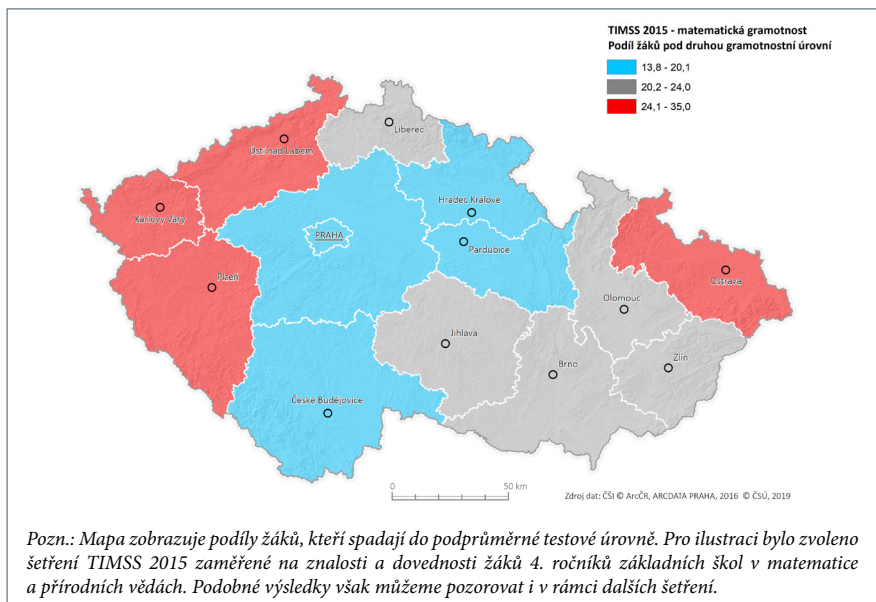 TIMSS 2015 - matematická gramotnost
Podíl žáků pod druhou gramotnostní úrovní
13,8 - 20,1
20,2 - 24,0
24,1 - 35,0
Liberec
Ústí nad Labem
Karlovy Vary
Hradec Králové
PRAHA
Pardubice
Plzeň
Ostrava
Olomouc
Jihlava
Zlín
Brno
České Budějovice
0 50 km
Zdroj dat: ČŠI © ArcČR, ARCDATA PRAHA, 2016 © ČSÚ, 2019
Pozn.: Mapa zobrazuje podíly žáků, kteří spadají do podprůměrné testové úrovně. Pro ilustraci bylo zvoleno
šetření TIMSS 2015 zaměřené na znalosti a dovednosti žáků 4. ročníků základních škol v matematice
a přírodních vědách. Podobné výsledky však můžeme pozorovat i v rámci dalších šetření.